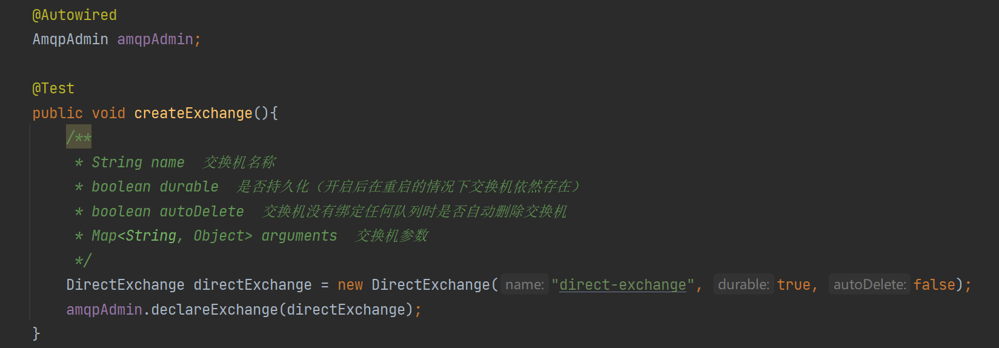 @Autowired
AmqpAdmin amqpAdmin;
@Test
public void createExchange(){
/**
* String name  交换机名称
* boolean durable  是否持久化（开启后在重启的情况下交换机依然存在）
* boolean autoDelete  交换机没有绑定任何队列时是否自动删除交换机
* Map<String, Object> arguments  交换机参数
*/
DirectExchange directExchange = new DirectExchange( name: "direct-exchange", durable: true, autoDelete: false);
amqpAdmin.declareExchange(directExchange);
}